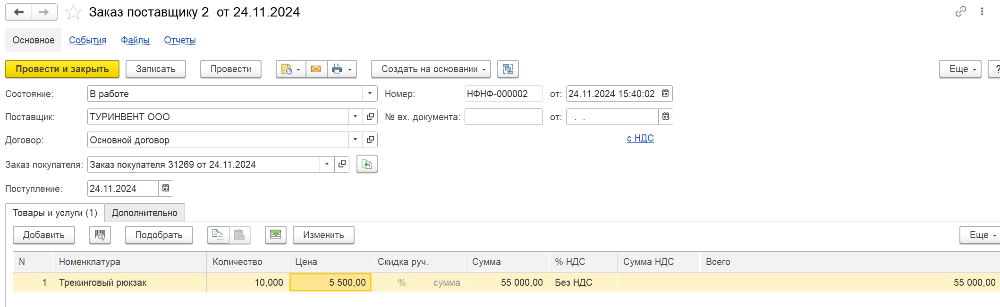 Заказ поставщику 2 от 24.11.2024
Основное События Файлы Отчеты
Провести и закрыть Записать Провести Создать на основании Еще ?
Состояние: В работе Номер: НФНФ-000002 от: 24.11.2024 15:40:02
Поставщик: ТУРИНВЕНТ ООО № вх. документа: от: . .
Договор: Основной договор с НДС
Заказ покупателя: Заказ покупателя 31269 от 24.11.2024
Поступление: 24.11.2024
Товары и услуги (1) Дополнительно
Добавить Подобрать Изменить Еще
N Номенклатура Количество Цена Скидка руч. Сумма % НДС Сумма НДС Всего
1 Трекинговый рюкзак 10,000 5 500,00 % сумма 55 000,00 Без НДС 55 000,00